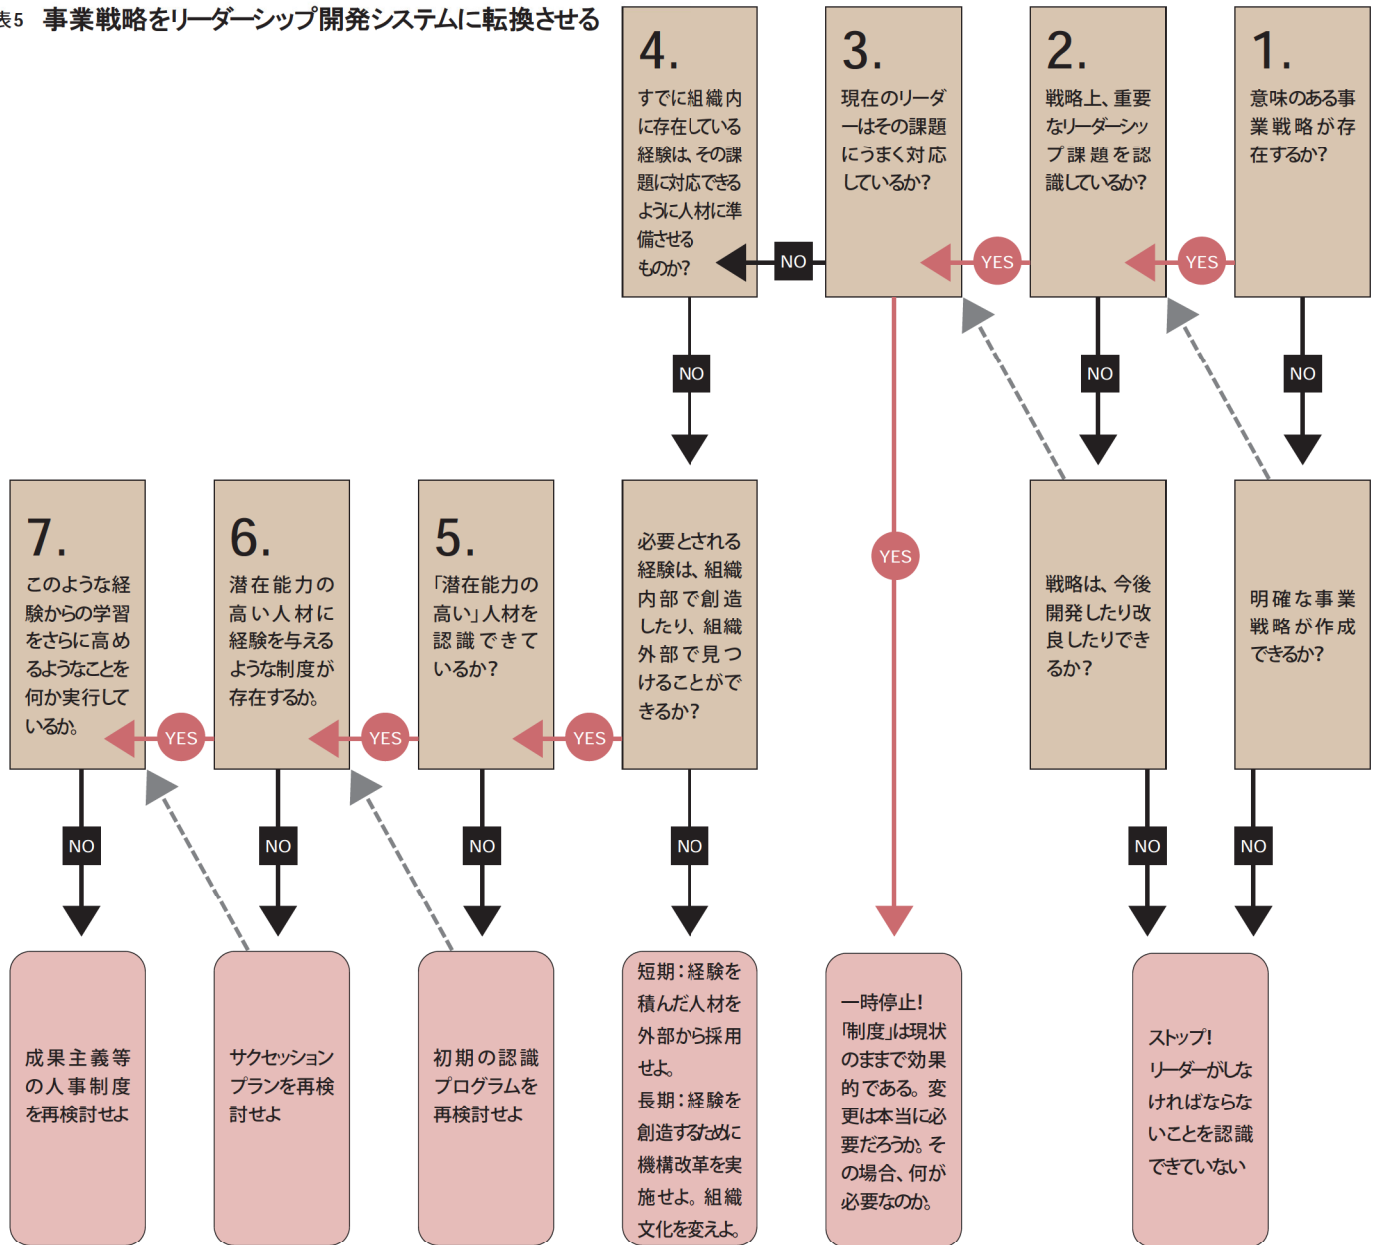 表5 事業戦略をリーダーシップ開発システムに転換させる
1.
意味のある事
業戦略が存
在するか?
YES
NO
2.
戦略上、重要
なリーダーシッ
プ課題を認
識しているか?
YES
NO
3.
現在のリーダ
ーはその課題
にうまく対応
しているか?
NO
YES
4.
すでに組織内
に存在している
経験は、その課
題に対応できる
ように人材に準
備させる
ものか?
NO
明確な事業
戦略が作成
できるか?
NO
戦略は、今後
開発したり改
良したりでき
るか?
NO
必要とされる
経験は、組織
内部で創造
したり、組織
外部で見つ
けることがで
きるか?
YES
NO
5.
「潜在能力の
高い」人材を
認識できて
いるか?
YES
NO
6.
潜在能力の
高い人材に
経験を与える
ような制度が
存在するか。
YES
NO
7.
このような経
験からの学習
をさらに高め
るようなことを
何か実行して
いるか。
NO
ストップ!
リーダーがしな
ければならな
いことを認識
できていない
一時停止!
「制度」は現状
のままで効果
的である。変
更は本当に必
要だろうか。そ
の場合、何が
必要なのか。
短期:経験を
積んだ人材を
外部から採用
せよ。
長期:経験を
創造するために
機構改革を実
施せよ。組織
文化を変えよ。
初期の認識
プログラムを
再検討せよ
サクセッション
プランを再検
討せよ
成果主義等
の人事制度
を再検討せよ